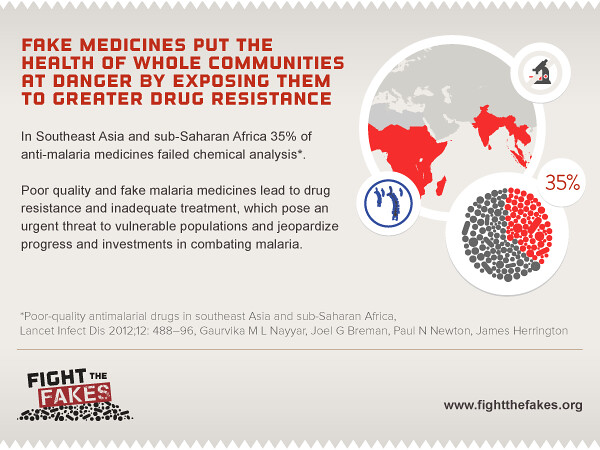 FAKE MEDICINES PUT THE
HEALTH OF WHOLE COMMUNITIES
AT DANGER BY EXPOSING THEM
TO GREATER DRUG RESISTANCE
In Southeast Asia and sub-Saharan Africa 35% of
anti-malaria medicines failed chemical analysis*.
Poor quality and fake malaria medicines lead to drug
resistance and inadequate treatment, which pose an
urgent threat to vulnerable populations and jeopardize
progress and investments in combating malaria.
35%
*Poor-quality antimalarial drugs in southeast Asia and sub-Saharan Africa,
Lancet Infect Dis 2012;12: 488–96, Gaurvika M L Nayyar, Joel G Breman, Paul N Newton, James Herrington
FIGHT THE
FAKES
www.fightthefakes.org